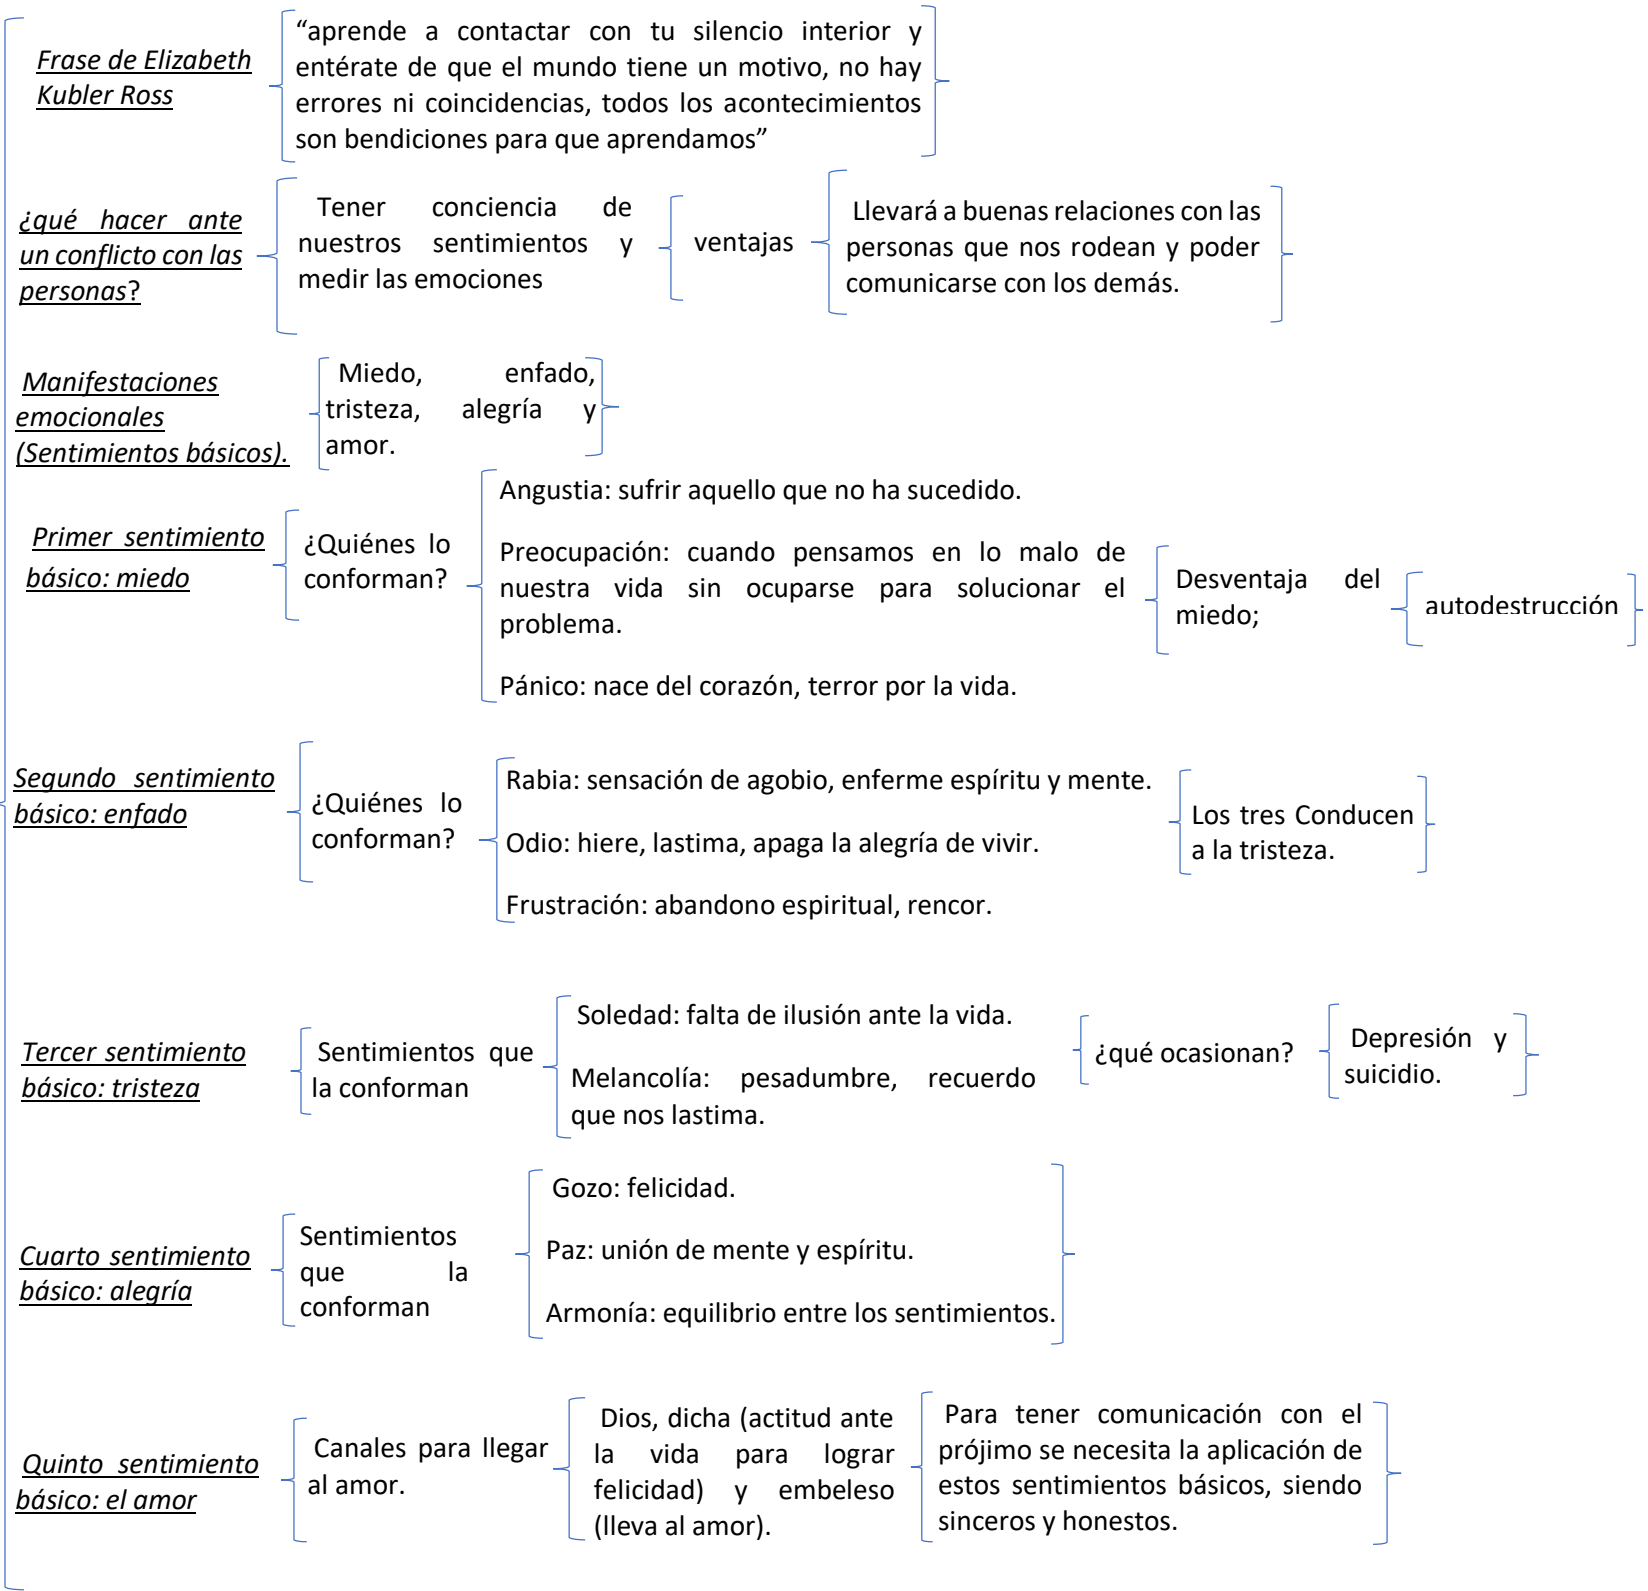 Frase de Elizabeth
Kubler Ross
“aprende a contactar con tu silencio interior y
entérate de que el mundo tiene un motivo, no hay
errores ni coincidencias, todos los acontecimientos
son bendiciones para que aprendamos”
¿qué hacer ante
un conflicto con las
personas?
Tener conciencia de
nuestros sentimientos y
medir las emociones
ventajas
Llevará a buenas relaciones con las
personas que nos rodean y poder
comunicarse con los demás.
Manifestaciones
emocionales
(Sentimientos básicos).
Miedo, enfado,
tristeza, alegría y
amor.
Primer sentimiento
básico: miedo
¿Quiénes lo
conforman?
Angustia: sufrir aquello que no ha sucedido.
Preocupación: cuando pensamos en lo malo de
nuestra vida sin ocuparse para solucionar el
problema.
Pánico: nace del corazón, terror por la vida.
Desventaja del
miedo;
autodestrucción
Segundo sentimiento
básico: enfado
¿Quiénes lo
conforman?
Rabia: sensación de agobio, enferme espíritu y mente.
Odio: hiere, lastima, apaga la alegría de vivir.
Frustración: abandono espiritual, rencor.
Los tres Conducen
a la tristeza.
Tercer sentimiento
básico: tristeza
Sentimientos que
la conforman
Soledad: falta de ilusión ante la vida.
Melancolía: pesadumbre, recuerdo
que nos lastima.
¿qué ocasionan?
Depresión y
suicidio.
Cuarto sentimiento
básico: alegría
Sentimientos
que la
conforman
Gozo: felicidad.
Paz: unión de mente y espíritu.
Armonía: equilibrio entre los sentimientos.
Quinto sentimiento
básico: el amor
Canales para llegar
al amor.
Dios, dicha (actitud ante
la vida para lograr
felicidad) y embeleso
(lleva al amor).
Para tener comunicación con el
prójimo se necesita la aplicación de
estos sentimientos básicos, siendo
sinceros y honestos.